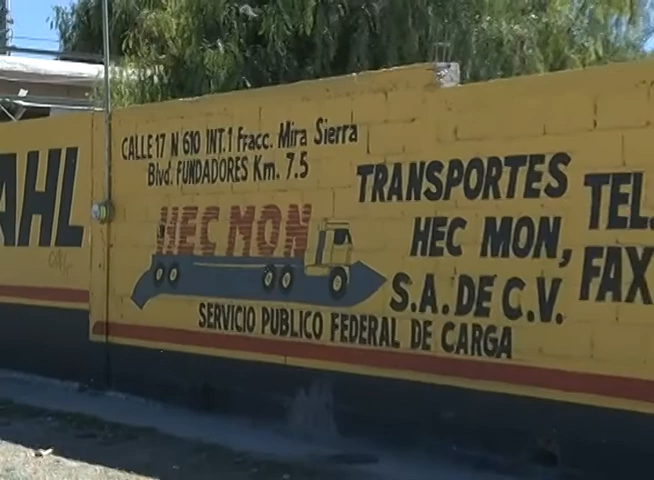 AHL
CALLE 17 N 610 INT.1 Fracc. Mira Sierra
Blvd. FUNDADORES Km. 7.5
HEC MON
SERVICIO PUBLICO FEDERAL DE CARGA
TRANSPORTES
HEC MON,
S.A. DE C.V.
TEL.
FAX